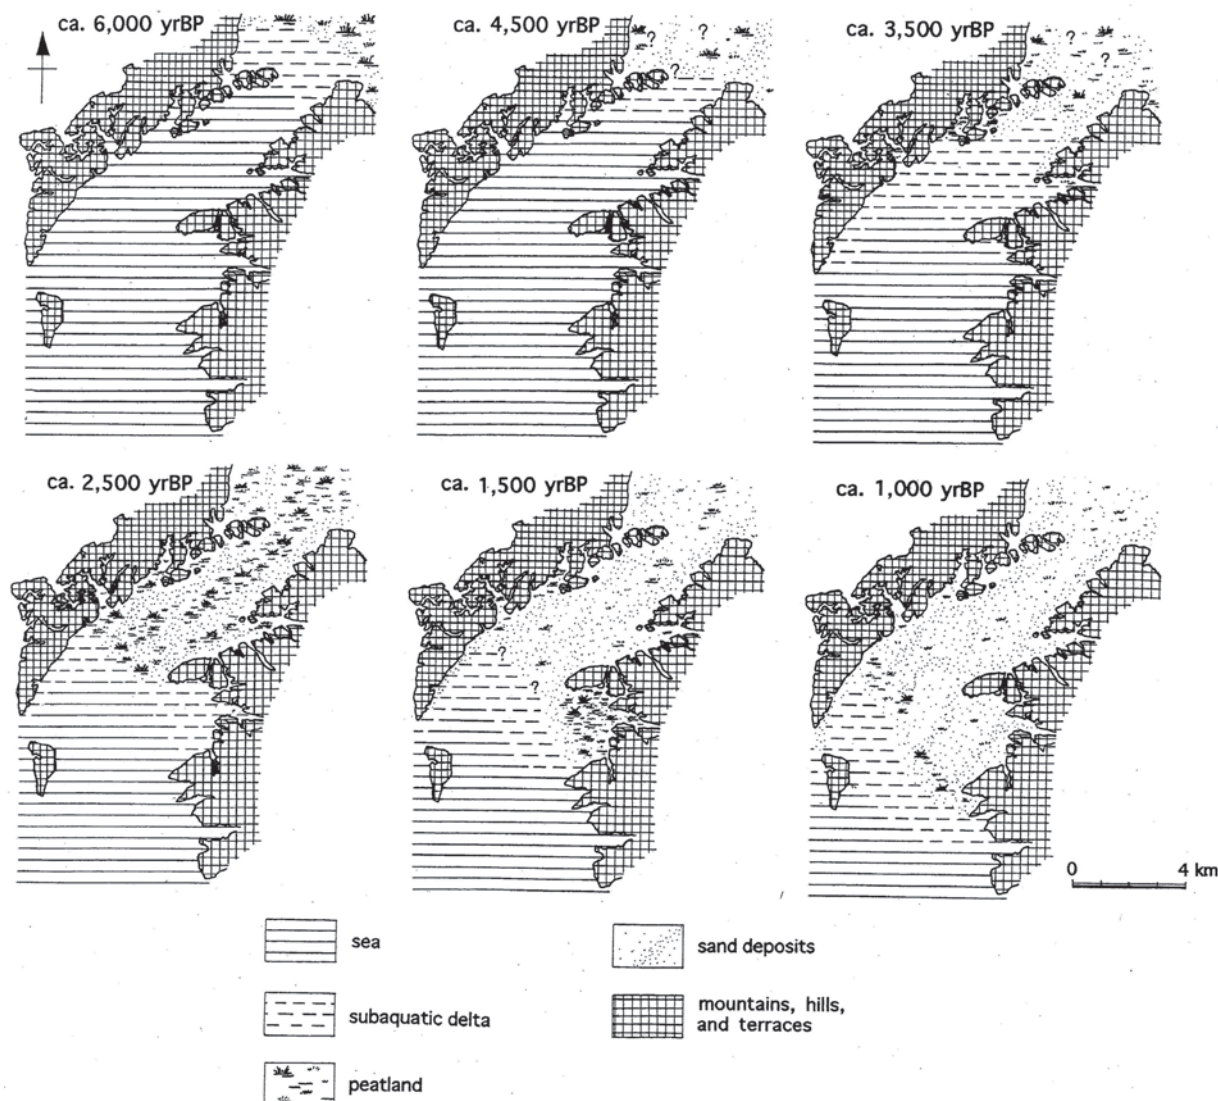 ca. 6,000 yrBP
ca. 4,500 yrBP
ca. 3,500 yrBP
?
?
?
?
?
ca. 2,500 yrBP
ca. 1,500 yrBP
ca. 1,000 yrBP
?
?
0
4 km
sea
sand deposits
subaquatic delta
mountains, hills,
and terraces
peatland